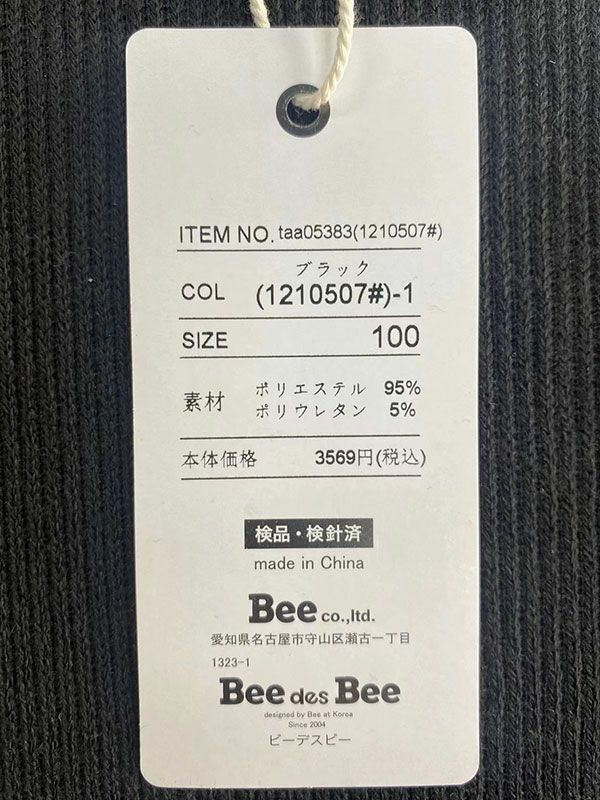 ITEM NO. taa05383(1210507#)
ブラック
COL (1210507#)-1
SIZE 100
素材 ポリエステル 95%
ポリウレタン 5%
本体価格 3569円(税込)
検品・検針済
made in China
Bee co.,ltd.
愛知県名古屋市守山区瀬古一丁目
1323-1
Bee des Bee
designed by Bee at Korea
Since 2004
ビーデスビー